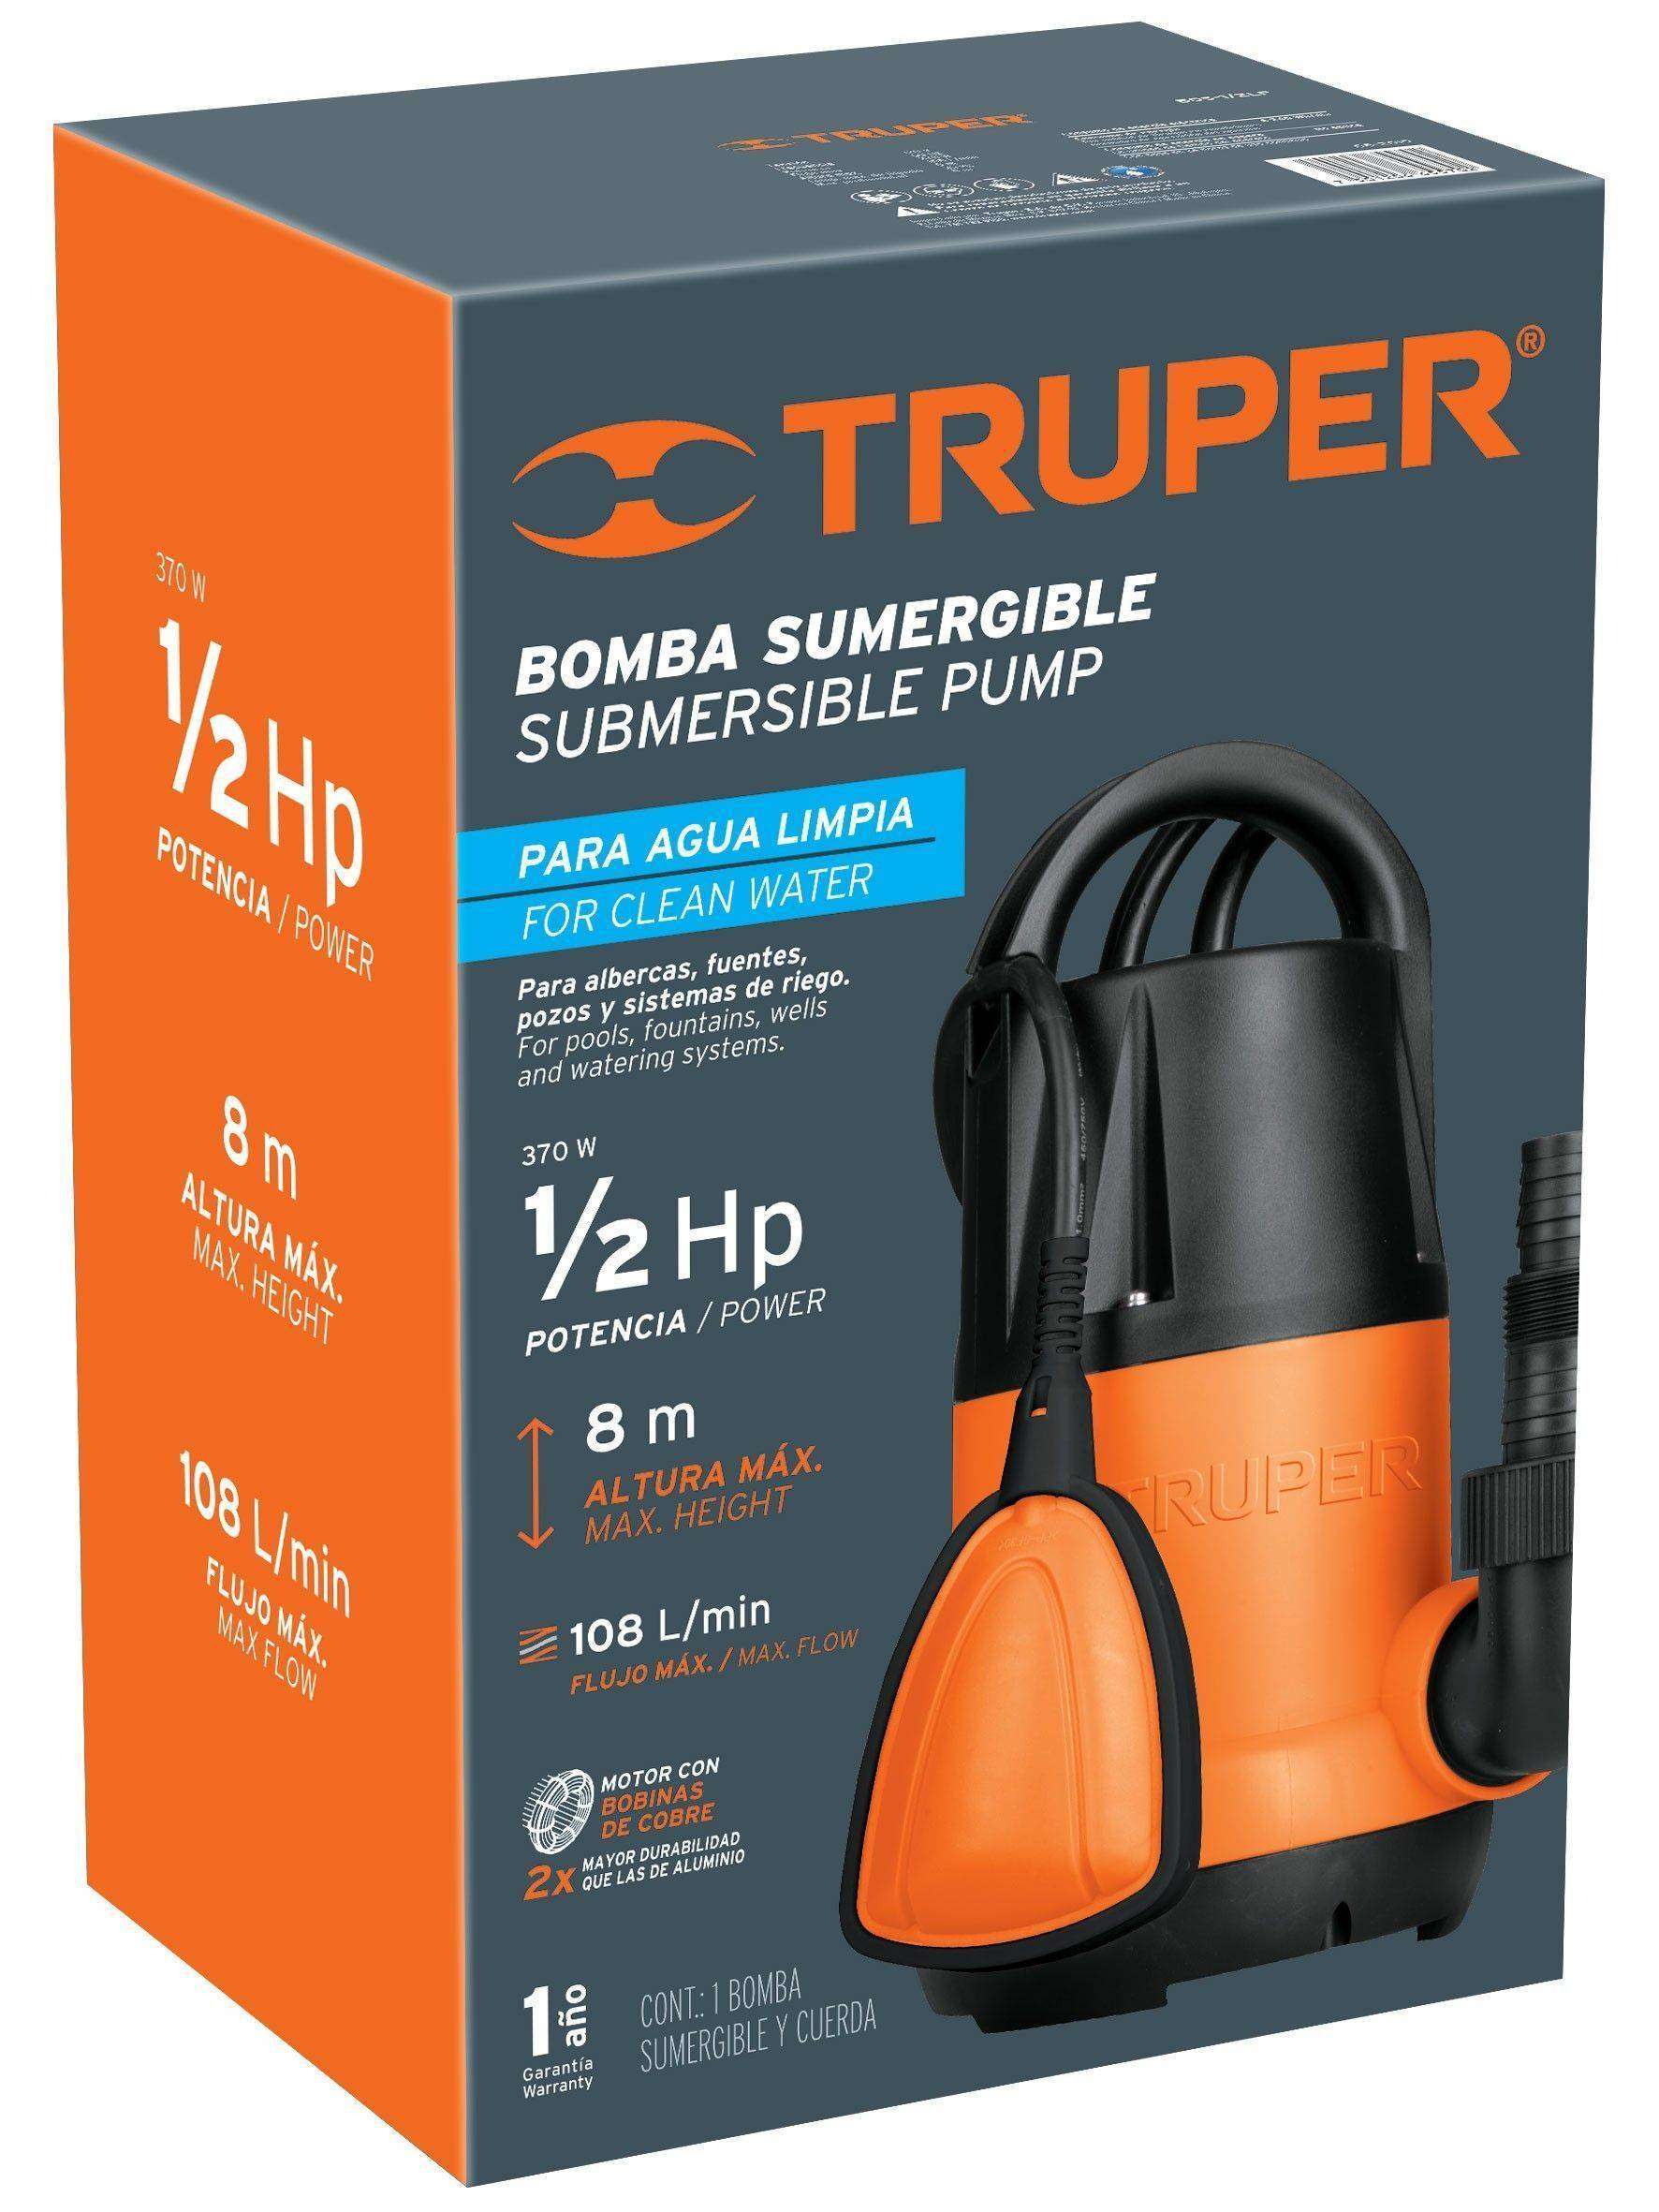 TRUPER
370 W
1/2 Hp
POTENCIA / POWER
8 m
ALTURA MÁX.
MAX. HEIGHT
108 L/min
FLUJO MÁX.
MAX FLOW
TRUPER®
BOMBA SUMERGIBLE
SUBMERSIBLE PUMP
PARA AGUA LIMPIA
FOR CLEAN WATER
Para albercas, fuentes,
pozos y sistemas de riego.
For pools, fountains, wells
and watering systems.
370 W
1/2 Hp
POTENCIA / POWER
8 m
ALTURA MÁX.
MAX. HEIGHT
108 L/min
FLUJO MÁX. / MAX. FLOW
MOTOR CON
BOBINAS
DE COBRE
2X MAYOR DURABILIDAD
QUE LAS DE ALUMINIO
1 año
Garantía
Warranty
CONT.: 1 BOMBA
SUMERGIBLE Y CUERDA
TRUPER